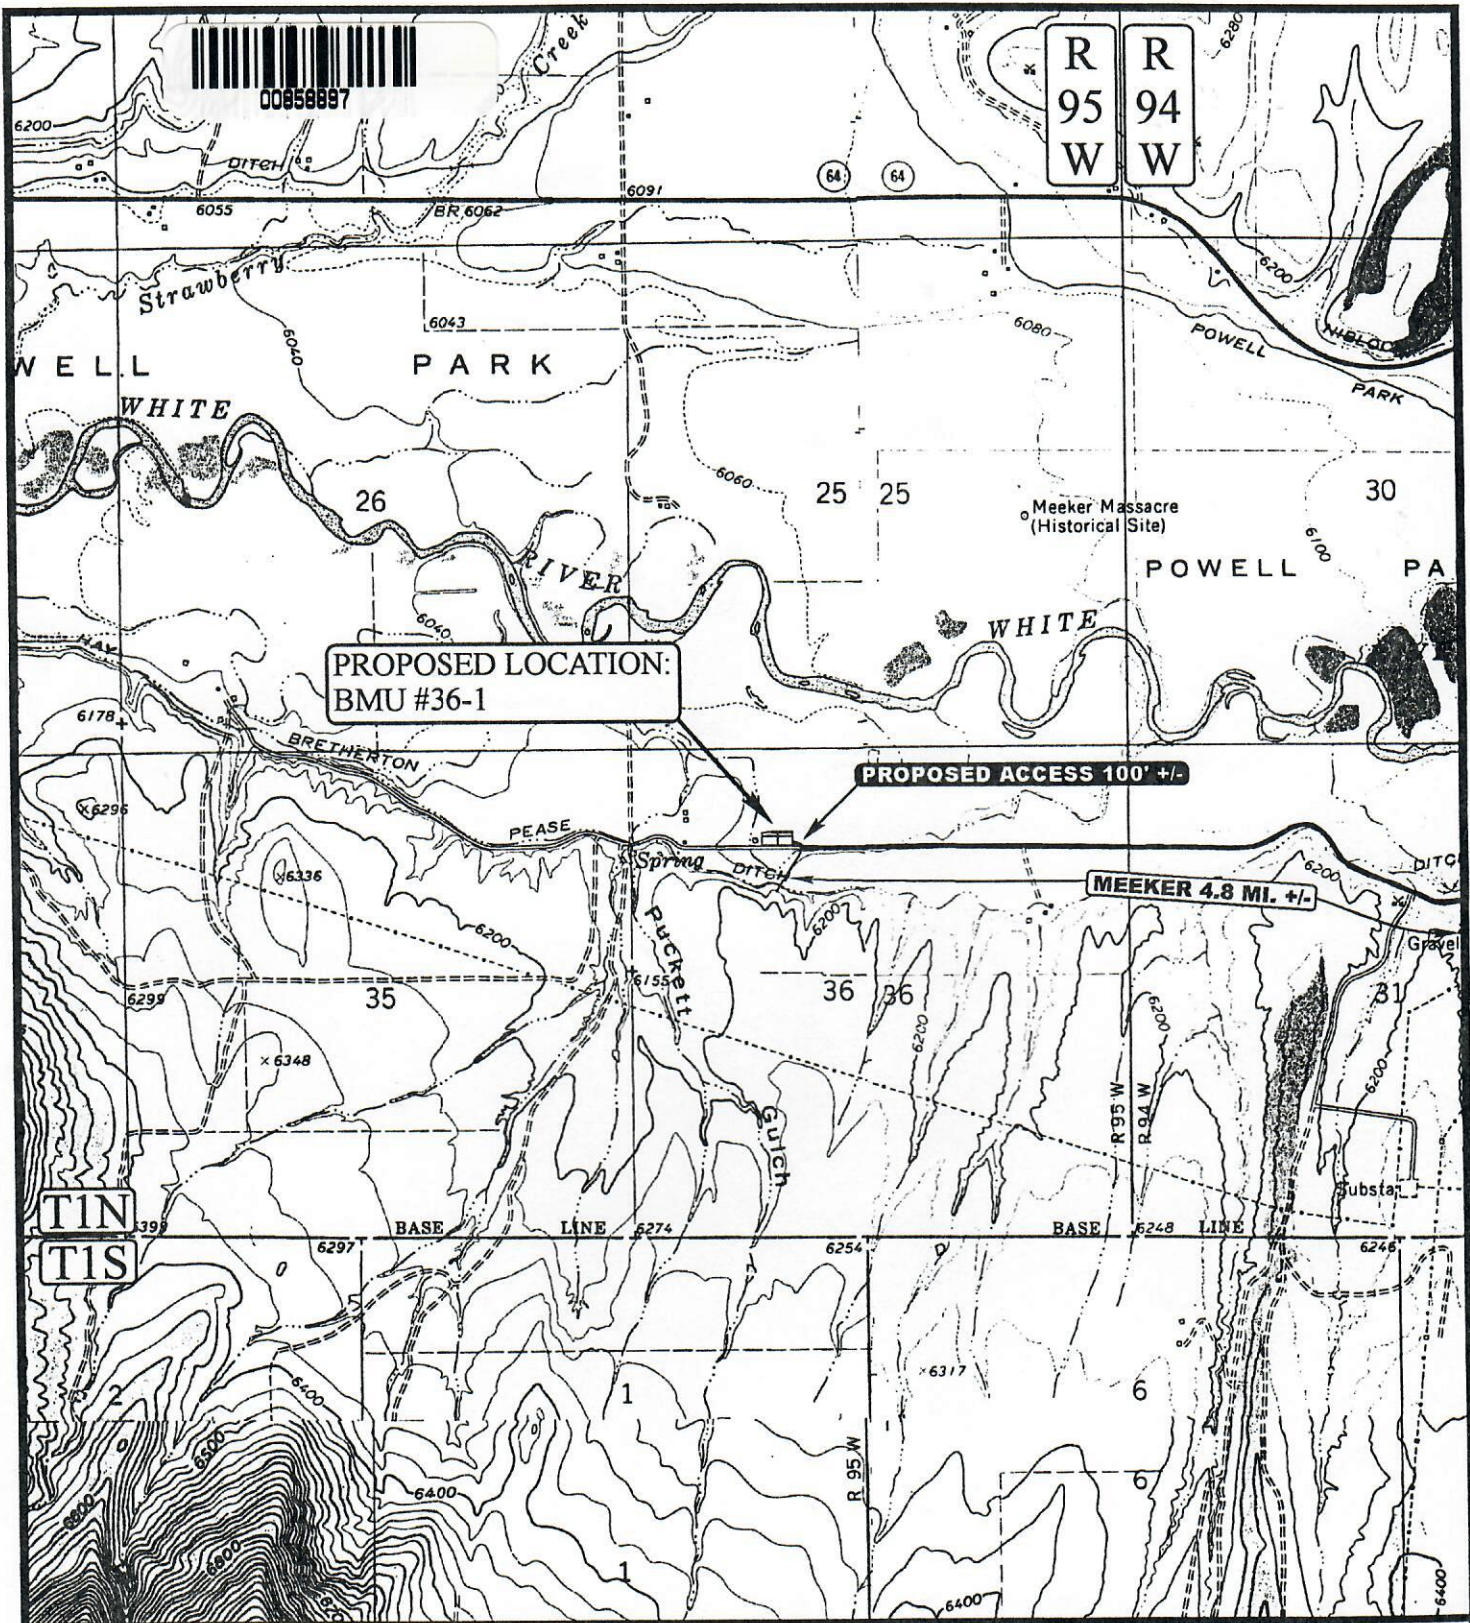 00858897
Creek
R
95
W
R
94
W
6280
6200
DITCH
64
64
6091
6055
BR 6062
Strawberry
6043
6040
6080
6200
POWELL
NIBLOCK
PARK
WELL
PARK
WHITE
26
6060
25
25
30
Meeker Massacre
(Historical Site)
6100
RIVER
POWELL
PA
6040
WHITE
HAY
PROPOSED LOCATION:
BMU #36-1
6178
BRETHERTON
PROPOSED ACCESS 100' +/-
6296
PEASE
Spring
DITCH
6200
DITCH
6336
MEEKER 4.8 MI. +/-
6200
6200
Puckett
Gravel
6299
35
6155
36
36
31
6200
6200
6348
6200
Gulch
R 95 W
R 94 W
Substa
T1N
BASE
LINE
6274
BASE
6248
LINE
T1S
6297
6254
6246
6317
2
6400
1
6
6500
6400
R 95 W
6
6800
6800
1
6400
6400